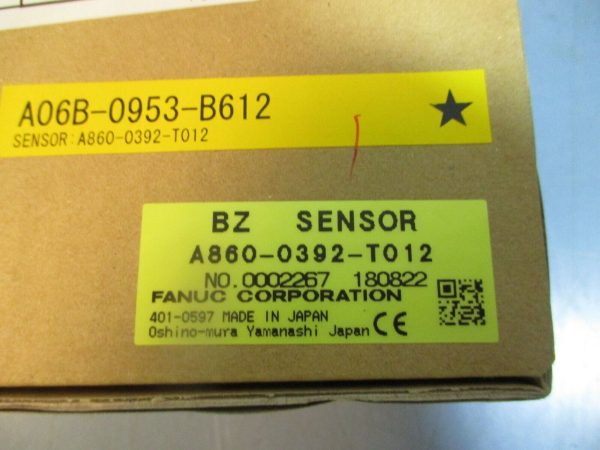 A06B-0953-B612
SENSOR:A860-0392-T012
BZ SENSOR
A860-0392-T012
NO.0002267 180822
FANUC CORPORATION
401-0597 MADE IN JAPAN
Oshino-mura Yamanashi Japan CE